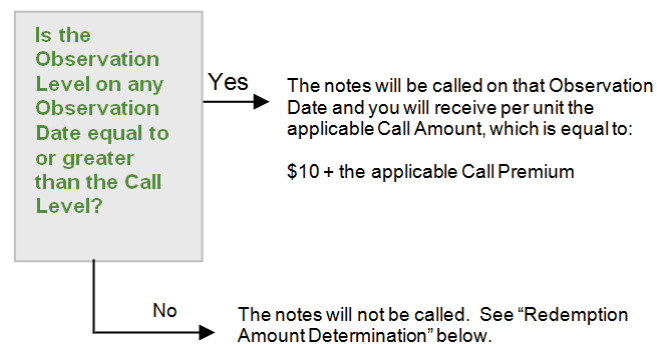 Is the
Observation
Level on any
Observation
Date equal to
or greater
than the Call
Level?
Yes
The notes will be called on that Observation
Date and you will receive per unit the
applicable Call Amount, which is equal to:
$10 + the applicable Call Premium
No
The notes will not be called.  See “Redemption
Amount Determination” below.